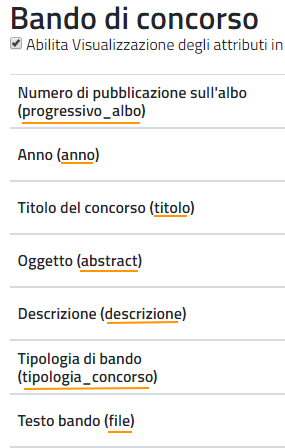 Bando di concorso
Abilita Visualizzazione degli attributi in
Numero di pubblicazione sull'albo
(progressivo_albo)
Anno (anno)
Titolo del concorso (titolo)
Oggetto (abstract)
Descrizione (descrizione)
Tipologia di bando
(tipologia_concorso)
Testo bando (file)